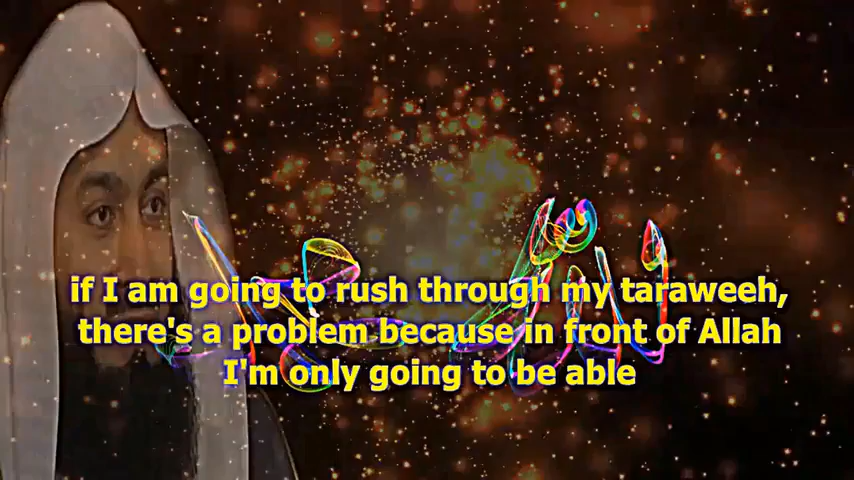 if I am going to rush through my taraweeh,
there's a problem because in front of Allah
I'm only going to be able